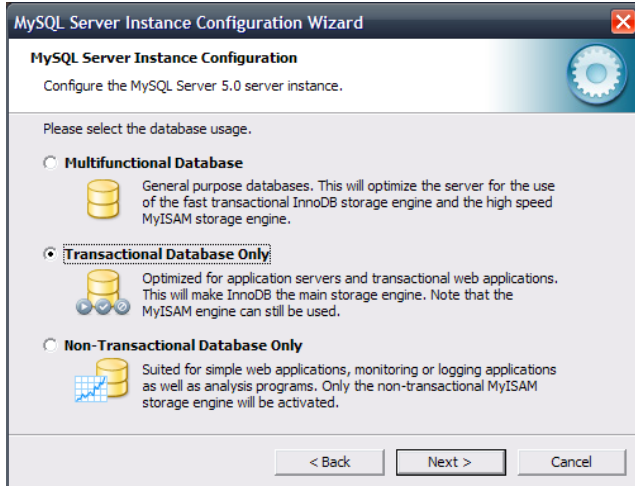 MySQL Server Instance Configuration Wizard
MySQL Server Instance Configuration
Configure the MySQL Server 5.0 server instance.
Please select the database usage.
Multifunctional Database
General purpose databases. This will optimize the server for the use
of the fast transactional InnoDB storage engine and the high speed
MyISAM storage engine.
Transactional Database Only
Optimized for application servers and transactional web applications.
This will make InnoDB the main storage engine. Note that the
MyISAM engine can still be used.
Non-Transactional Database Only
Suited for simple web applications, monitoring or logging applications
as well as analysis programs. Only the non-transactional MyISAM
storage engine will be activated.
< Back Next > Cancel